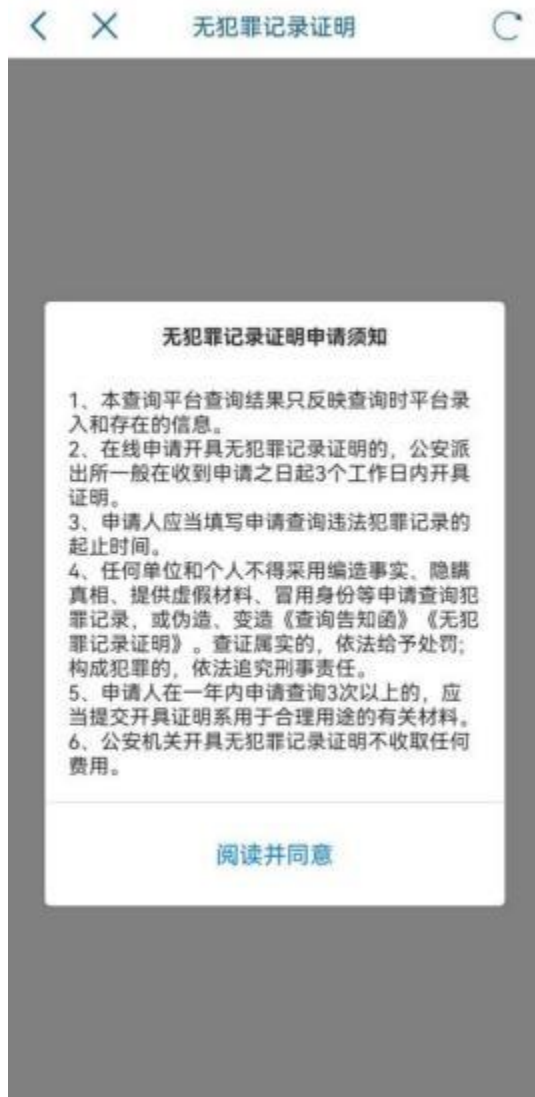 无犯罪记录证明
无犯罪记录证明申请须知
1、本查询平台查询结果只反映查询时平台录
入和存在的信息。
2、在线申请开具无犯罪记录证明的，公安派
出所一般在收到申请之日起3个工作日内开具
证明。
3、申请人应当填写申请查询违法犯罪记录的
起止时间。
4、任何单位和个人不得采用编造事实、隐瞒
真相、提供虚假材料、冒用身份等申请查询犯
罪记录，或伪造、变造《查询告知函》《无犯
罪记录证明》。查证属实的，依法给予处罚；
构成犯罪的，依法追究刑事责任。
5、申请人在一年内申请查询3次以上的，应
当提交开具证明系用于合理用途的有关材料。
6、公安机关开具无犯罪记录证明不收取任何
费用。
阅读并同意